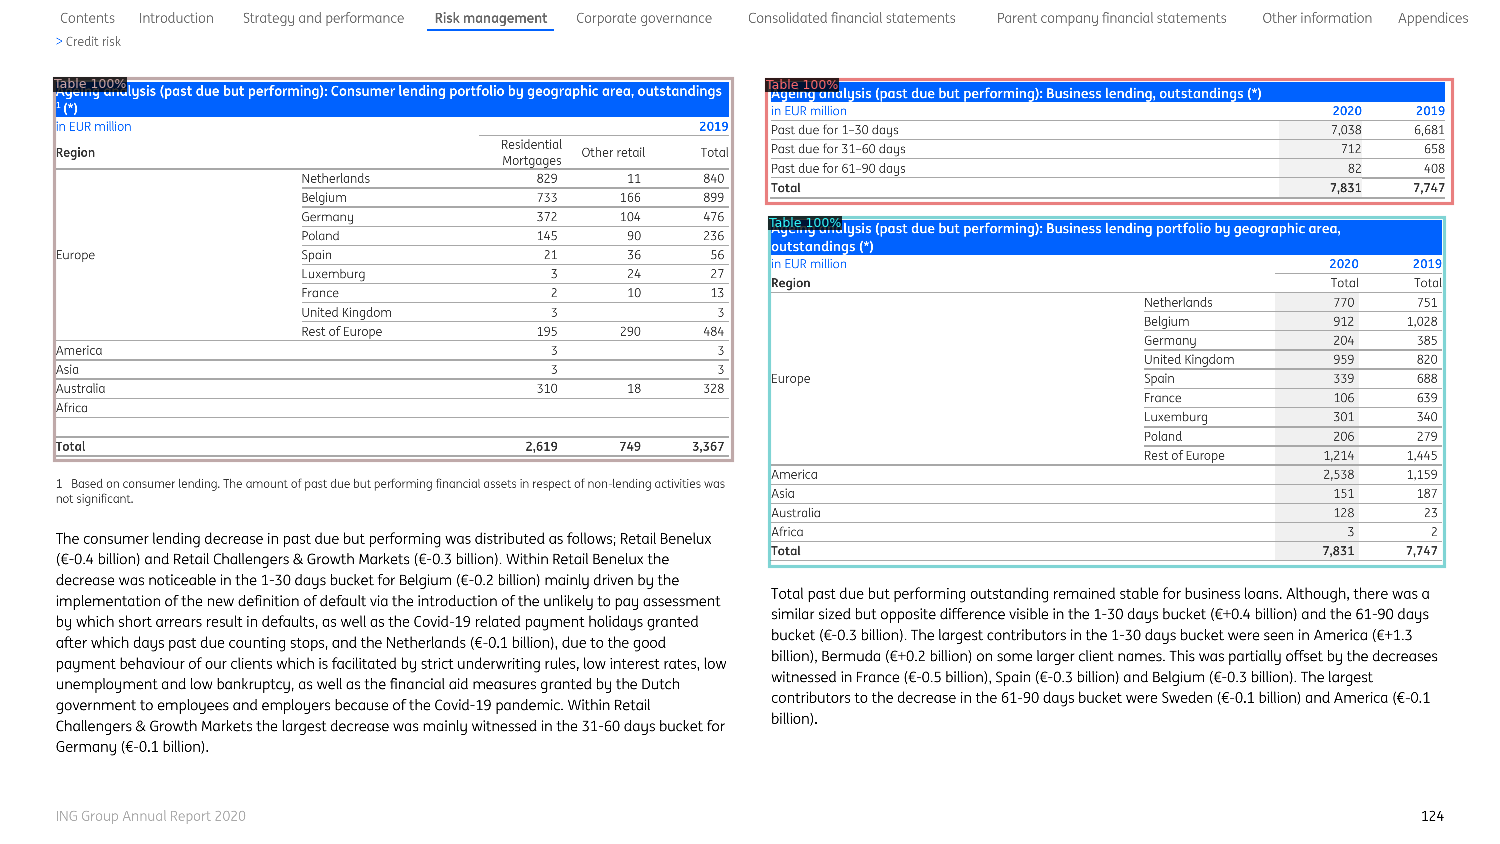 Contents Introduction Strategy and performance Risk management Corporate governance Consolidated financial statements Parent company financial statements Other information Appendices
> Credit risk
Table 100%
Ageing analysis (past due but performing): Consumer lending portfolio by geographic area, outstandings
1 (*)
in EUR million 2019
Region Residential Mortgages Other retail Total
Netherlands 829 11 840
Belgium 733 166 899
Germany 372 104 476
Poland 145 90 236
Europe Spain 21 36 56
Luxemburg 3 24 27
France 2 10 13
United Kingdom 3 3
Rest of Europe 195 290 484
America 3 3
Asia 3 3
Australia 310 18 328
Africa
Total 2,619 749 3,367
1 Based on consumer lending. The amount of past due but performing financial assets in respect of non-lending activities was
not significant.
The consumer lending decrease in past due but performing was distributed as follows; Retail Benelux
(€-0.4 billion) and Retail Challengers & Growth Markets (€-0.3 billion). Within Retail Benelux the
decrease was noticeable in the 1-30 days bucket for Belgium (€-0.2 billion) mainly driven by the
implementation of the new definition of default via the introduction of the unlikely to pay assessment
by which short arrears result in defaults, as well as the Covid-19 related payment holidays granted
after which days past due counting stops, and the Netherlands (€-0.1 billion), due to the good
payment behaviour of our clients which is facilitated by strict underwriting rules, low interest rates, low
unemployment and low bankruptcy, as well as the financial aid measures granted by the Dutch
government to employees and employers because of the Covid-19 pandemic. Within Retail
Challengers & Growth Markets the largest decrease was mainly witnessed in the 31-60 days bucket for
Germany (€-0.1 billion).
Table 100%
Ageing analysis (past due but performing): Business lending, outstandings (*)
in EUR million 2020 2019
Past due for 1–30 days 7,038 6,681
Past due for 31–60 days 712 658
Past due for 61–90 days 82 408
Total 7,831 7,747
Table 100%
Ageing analysis (past due but performing): Business lending portfolio by geographic area,
outstandings (*)
in EUR million 2020 2019
Region Total Total
Netherlands 770 751
Belgium 912 1,028
Germany 204 385
United Kingdom 959 820
Europe Spain 339 688
France 106 639
Luxemburg 301 340
Poland 206 279
Rest of Europe 1,214 1,445
America 2,538 1,159
Asia 151 187
Australia 128 23
Africa 3 2
Total 7,831 7,747
Total past due but performing outstanding remained stable for business loans. Although, there was a
similar sized but opposite difference visible in the 1-30 days bucket (€+0.4 billion) and the 61-90 days
bucket (€-0.3 billion). The largest contributors in the 1-30 days bucket were seen in America (€+1.3
billion), Bermuda (€+0.2 billion) on some larger client names. This was partially offset by the decreases
witnessed in France (€-0.5 billion), Spain (€-0.3 billion) and Belgium (€-0.3 billion). The largest
contributors to the decrease in the 61-90 days bucket were Sweden (€-0.1 billion) and America (€-0.1
billion).
ING Group Annual Report 2020 124